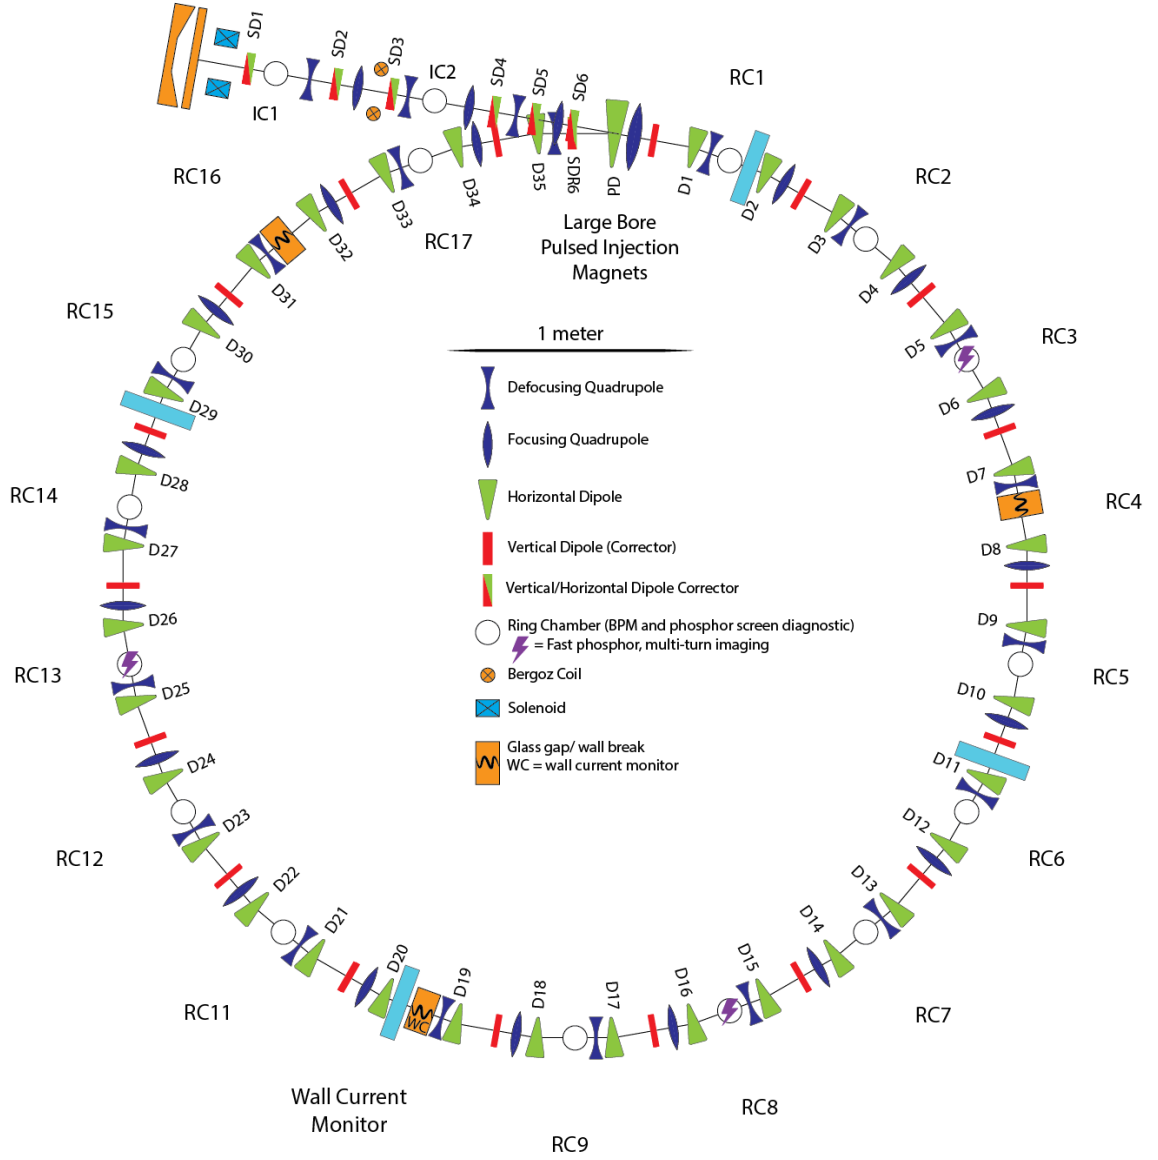 SD1
SD2
SD3
IC2
SD4
SD5
SD6
IC1
RC1
RC16
RC17
D33
D34
D35
SDR6
PD
D1
D2
RC2
Large Bore
Pulsed Injection
Magnets
D32
D31
D3
D4
RC15
D30
D29
D5
RC3
D6
1 meter
Defocusing Quadrupole
Focusing Quadrupole
Horizontal Dipole
Vertical Dipole (Corrector)
Vertical/Horizontal Dipole Corrector
Ring Chamber (BPM and phosphor screen diagnostic)
= Fast phosphor, multi-turn imaging
Bergoz Coil
Solenoid
Glass gap/ wall break
WC = wall current monitor
D7
RC4
D8
D9
RC5
D10
D11
D12
RC6
D13
D14
RC7
D15
D16
RC8
D17
D18
RC9
D19
WC
D20
Wall Current
Monitor
D21
RC11
D22
D23
RC12
D24
D25
RC13
D26
D27
D28
RC14